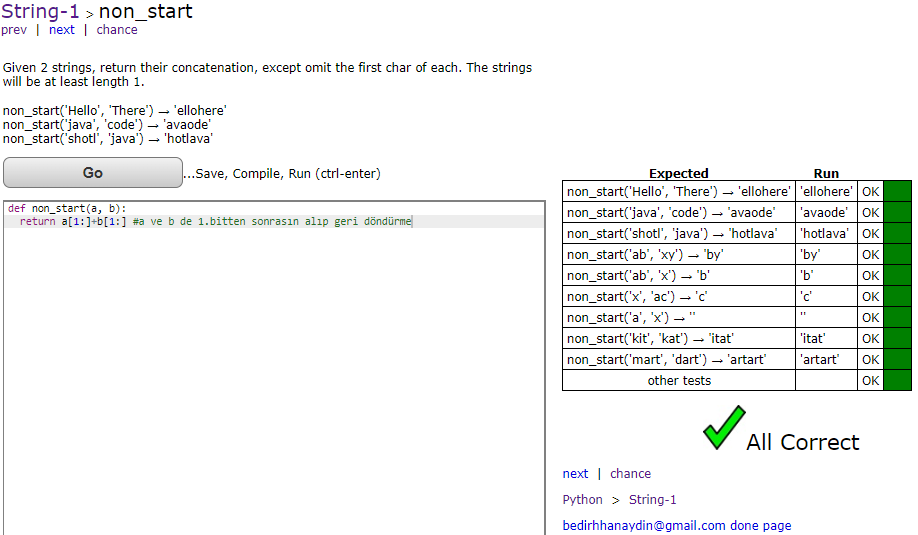 String-1 > non_start
prev | next | chance
Given 2 strings, return their concatenation, except omit the first char of each. The strings
will be at least length 1.
non_start('Hello', 'There') → 'ellohere'
non_start('java', 'code') → 'avaode'
non_start('shotl', 'java') → 'hotlava'
Go
...Save, Compile, Run (ctrl-enter)
def non_start(a, b):
return a[1:]+b[1:] #a ve b de 1.bitten sonrasın alıp geri döndürme
Expected Run
non_start('Hello', 'There') → 'ellohere' 'ellohere' OK
non_start('java', 'code') → 'avaode' 'avaode' OK
non_start('shotl', 'java') → 'hotlava' 'hotlava' OK
non_start('ab', 'xy') → 'by' 'by' OK
non_start('ab', 'x') → 'b' 'b' OK
non_start('x', 'ac') → 'c' 'c' OK
non_start('a', 'x') → '' '' OK
non_start('kit', 'kat') → 'itat' 'itat' OK
non_start('mart', 'dart') → 'artart' 'artart' OK
other tests OK
All Correct
next | chance
Python > String-1
bedirhhanaydin@gmail.com done page